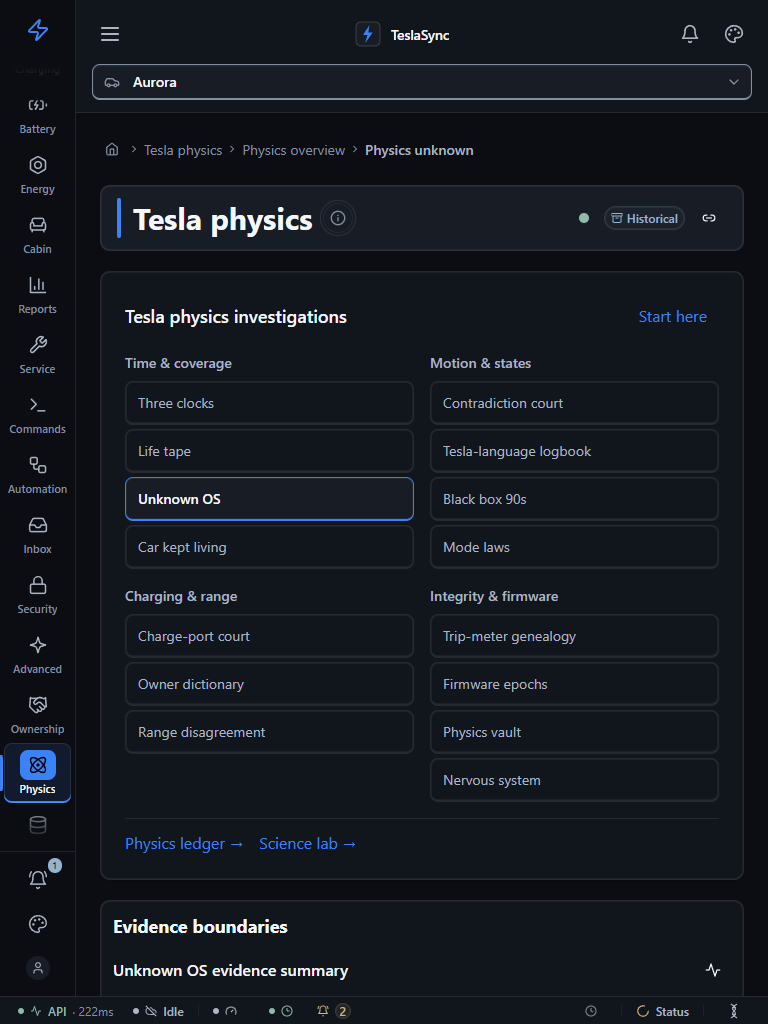 TeslaSync
Aurora
Charging
Battery
Energy
Cabin
Reports
Service
Commands
Automation
Inbox
Security
Advanced
Ownership
Physics
1
Tesla physics > Physics overview > Physics unknown
Tesla physics
Historical
Tesla physics investigations
Start here
Time & coverage
Three clocks
Life tape
Unknown OS
Car kept living
Motion & states
Contradiction court
Tesla-language logbook
Black box 90s
Mode laws
Charging & range
Charge-port court
Owner dictionary
Range disagreement
Integrity & firmware
Trip-meter genealogy
Firmware epochs
Physics vault
Nervous system
Physics ledger →
Science lab →
Evidence boundaries
Unknown OS evidence summary
API · 222ms
Idle
2
Status